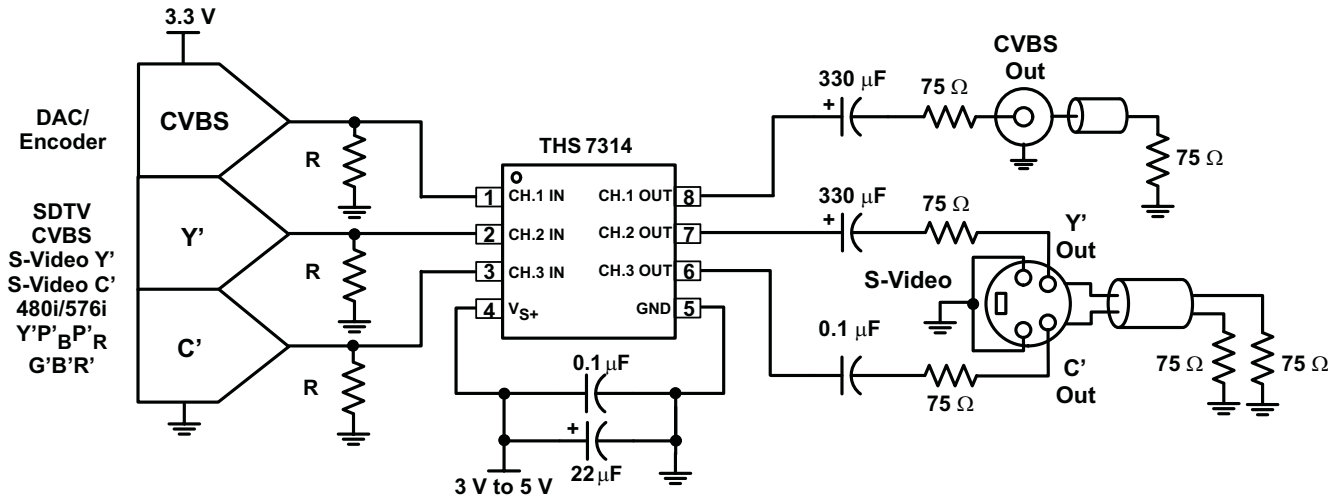 3.3 V
DAC/
Encoder
CVBS
R
SDTV
CVBS
S-Video Y'
S-Video C'
480i/576i
Y'P'BP'R
G'B'R'
Y'
R
C'
R
THS 7314
1 CH.1 IN CH.1 OUT 8
2 CH.2 IN CH.2 OUT 7
3 CH.3 IN CH.3 OUT 6
4 VS+ GND 5
0.1 μF
+
22 μF
3 V to 5 V
330 μF
+
75 Ω
CVBS
Out
75 Ω
330 μF
+
75 Ω
Y'
Out
S-Video
0.1 μF
75 Ω
C'
Out
75 Ω
75 Ω